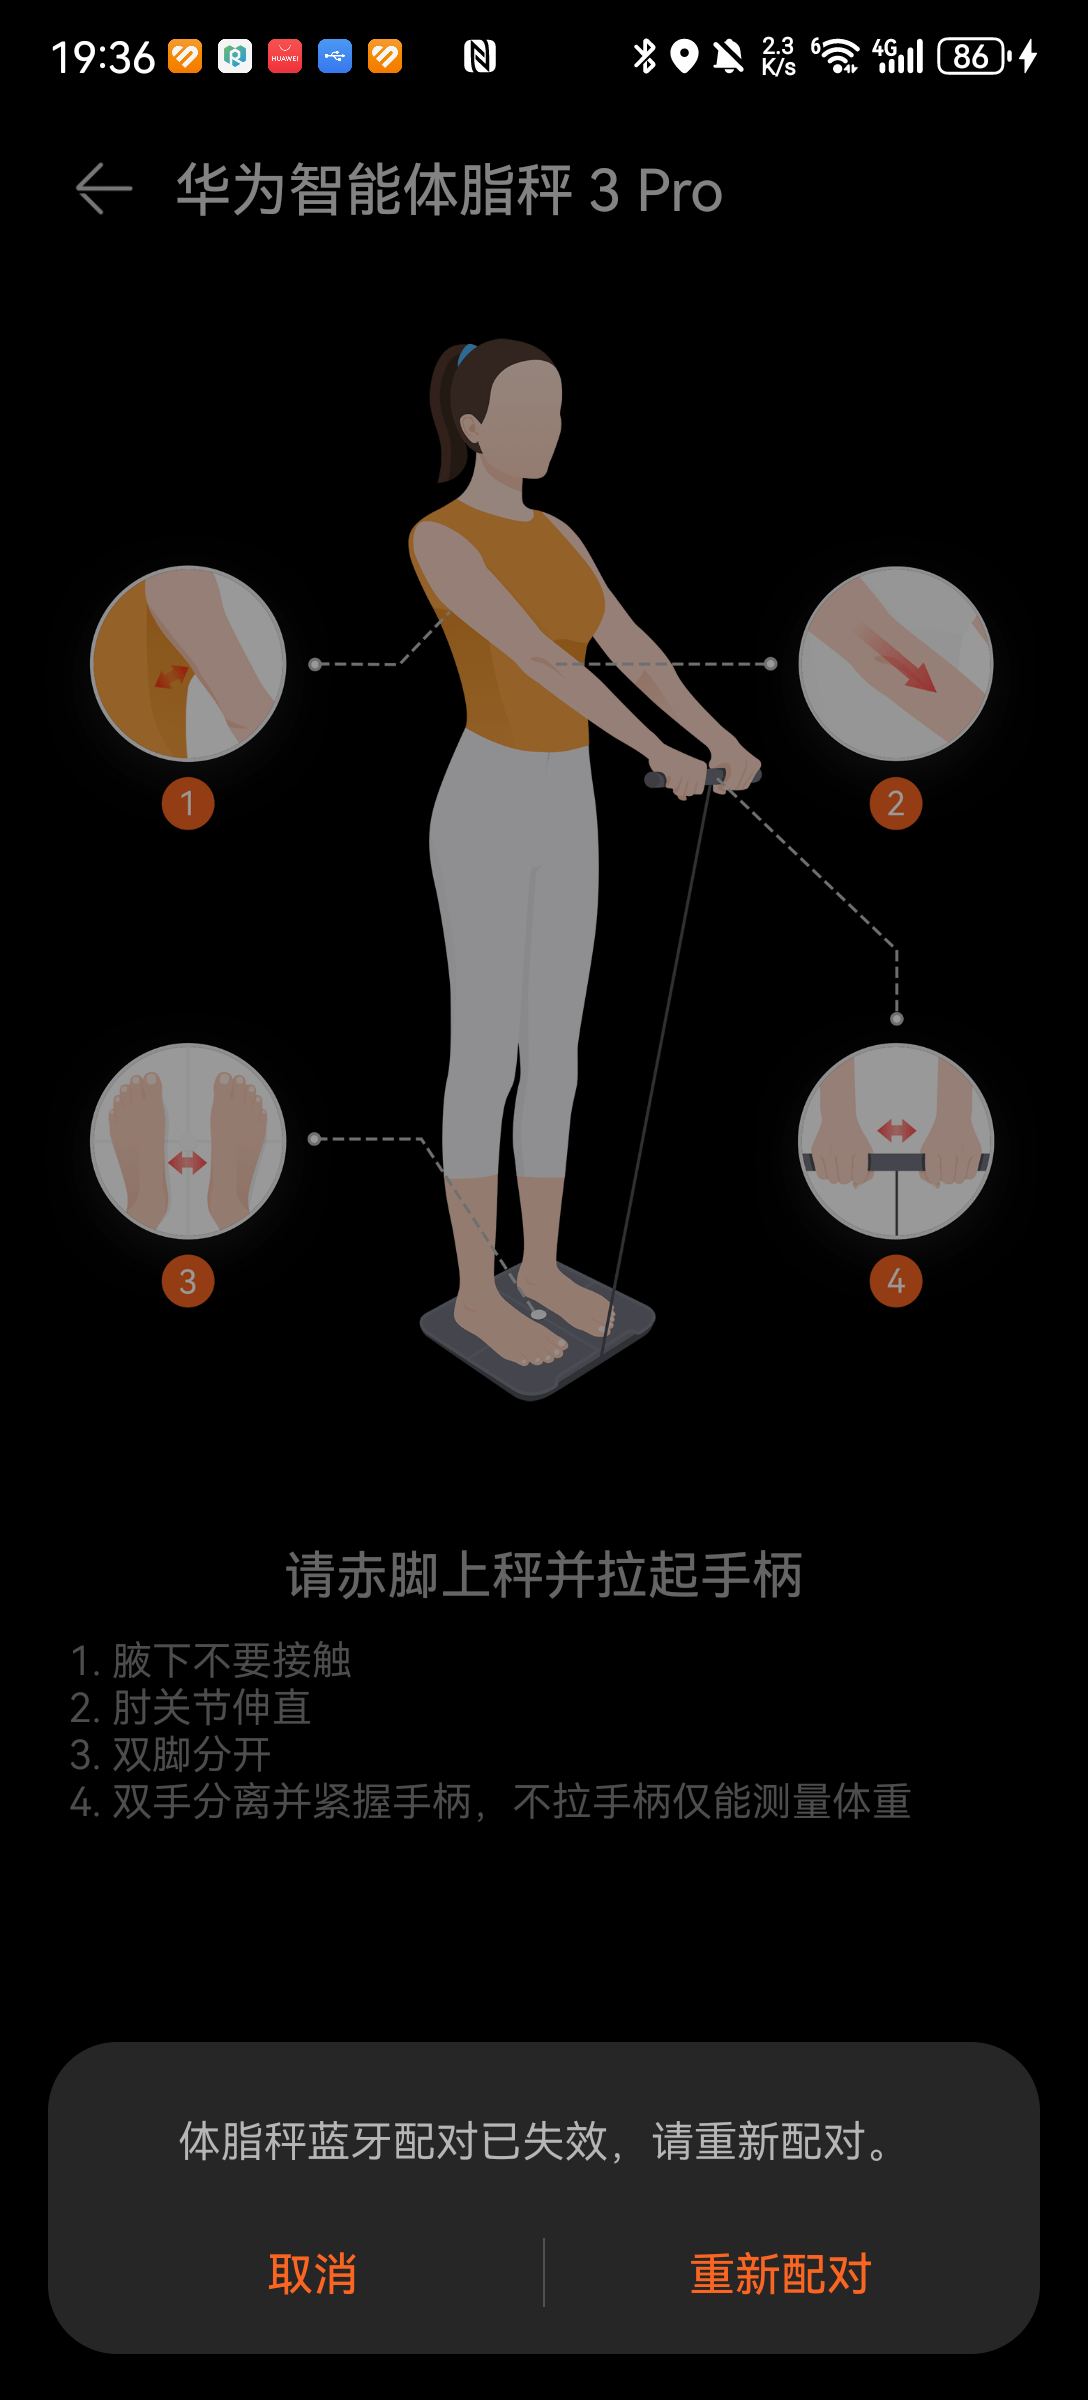 19:36
HUAWEI
2.3 K/s
6
4G
86
华为智能体脂秤 3 Pro
1
2
3
4
请赤脚上秤并拉起手柄
1. 腋下不要接触
2. 肘关节伸直
3. 双脚分开
4. 双手分离并紧握手柄，不拉手柄仅能测量体重
体脂秤蓝牙配对已失效，请重新配对。
取消
重新配对